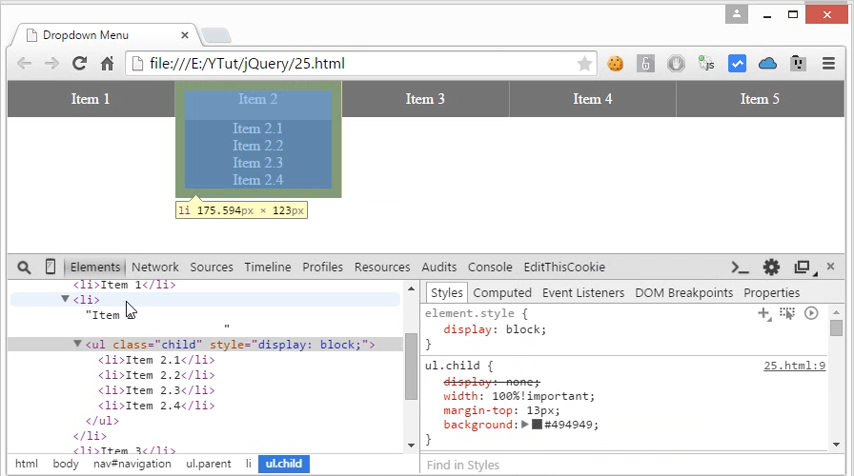 Dropdown Menu
file:///E:/YTut/jQuery/25.html
js
Item 1
Item 2
Item 3
Item 4
Item 5
Item 2.1
Item 2.2
Item 2.3
Item 2.4
li 175.594px × 123px
Elements Network Sources Timeline Profiles Resources Audits Console EditThisCookie
<li>Item 1</li>
<li>
"Item
"
<ul class="child" style="display: block;">
<li>Item 2.1</li>
<li>Item 2.2</li>
<li>Item 2.3</li>
<li>Item 2.4</li>
</ul>
</li>
<li>Item 3</li>
html body nav#navigation ul.parent li ul.child
Styles Computed Event Listeners DOM Breakpoints Properties
element.style {
display: block;
}
ul.child { 25.html:9
display: none;
width: 100%!important;
margin-top: 13px;
background: #494949;
}
Find in Styles